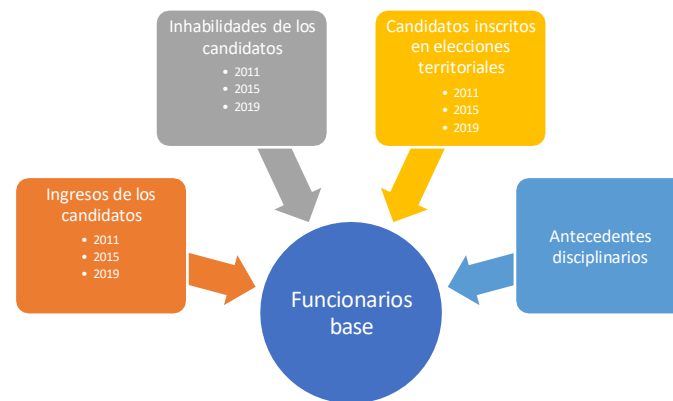 Inhabilidades de los
candidatos
• 2011
• 2015
• 2019
Candidatos inscritos
en elecciones
territoriales
• 2011
• 2015
• 2019
Ingresos de los
candidatos
• 2011
• 2015
• 2019
Antecedentes
disciplinarios
Funcionarios
base